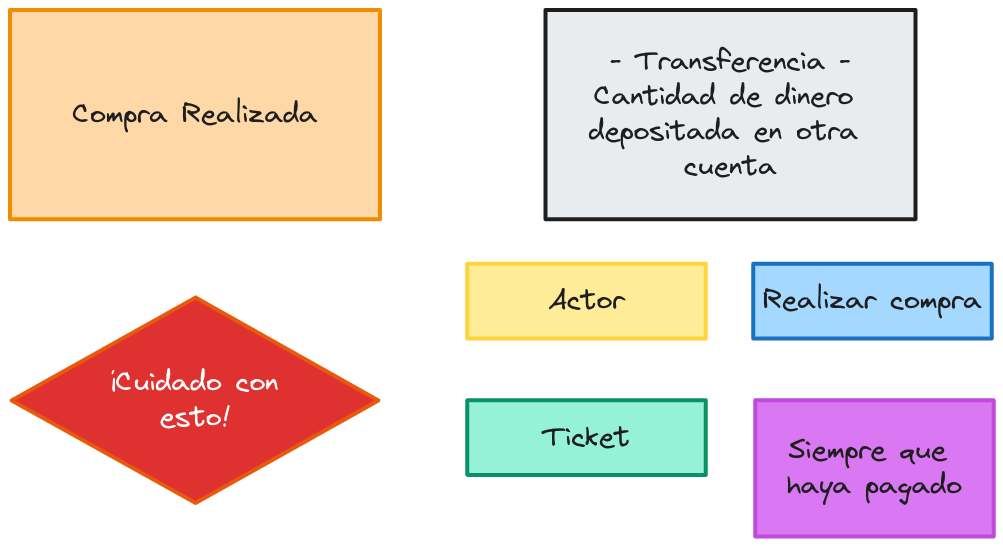 Compra Realizada
- Transferencia -
Cantidad de dinero
depositada en otra
cuenta
Actor
Realizar compra
¡Cuidado con
esto!
Ticket
Siempre que
haya pagado